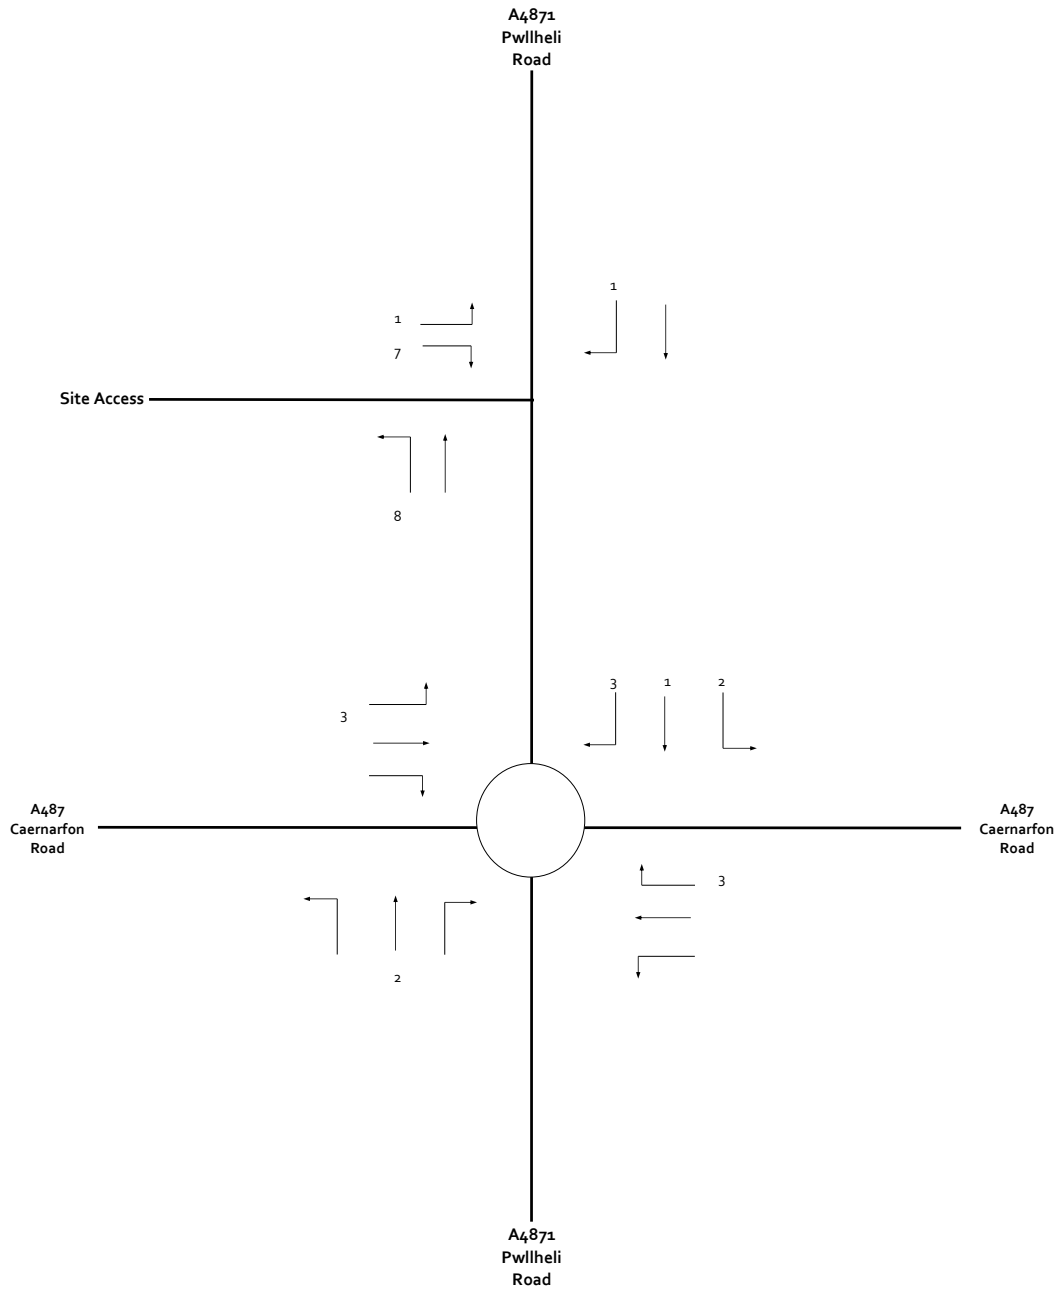 A4871
Pwllheli
Road
1
1
7
Site Access
8
3
1
2
3
A487
Caernarfon
Road
A487
Caernarfon
Road
3
2
A4871
Pwllheli
Road